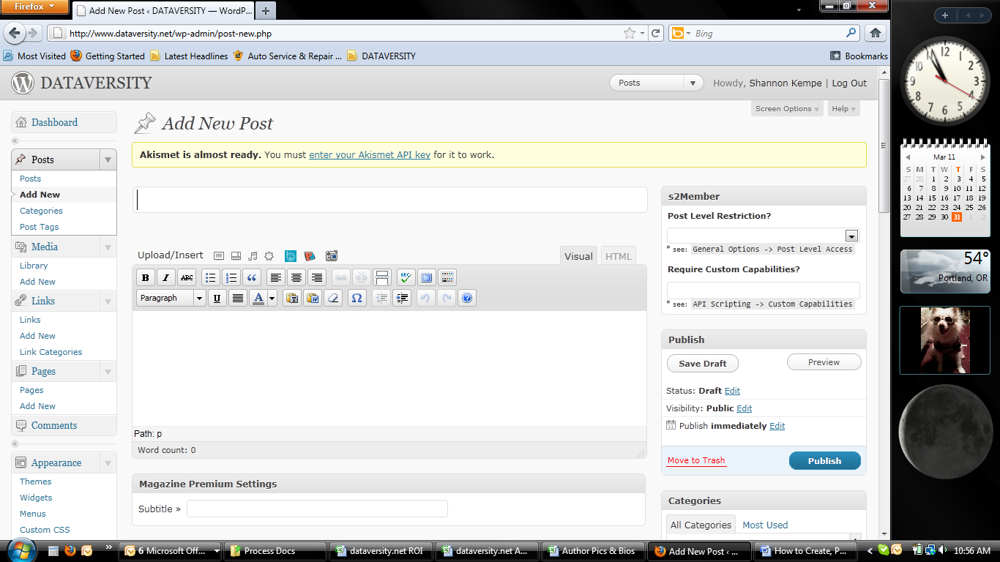 Firefox
Add New Post ‹ DATAVERSITY — WordP...
http://www.dataversity.net/wp-admin/post-new.php
Bing
Most Visited
Getting Started
Latest Headlines
Auto Service & Repair ...
DATAVERSITY
Bookmarks
DATAVERSITY
Posts
Howdy, Shannon Kempe | Log Out
Screen Options
Help
Dashboard
Posts
Posts
Add New
Categories
Post Tags
Media
Library
Add New
Links
Links
Add New
Link Categories
Pages
Pages
Add New
Comments
Appearance
Themes
Widgets
Menus
Custom CSS
Add New Post
Akismet is almost ready. You must enter your Akismet API key for it to work.
Upload/Insert
Visual
HTML
B I ABC
ABC
Paragraph
U
A
T
W
Ω
?
Path: p
Word count: 0
Magazine Premium Settings
Subtitle »
s2Member
Post Level Restriction?
* see: General Options -> Post Level Access
Require Custom Capabilities?
* see: API Scripting -> Custom Capabilities
Publish
Save Draft
Preview
Status: Draft Edit
Visibility: Public Edit
Publish immediately Edit
Move to Trash
Publish
Categories
All Categories
Most Used
12
1
2
3
4
5
6
7
8
9
10
11
Mar 11
S M T W T F S
27 28 1 2 3 4 5
6 7 8 9 10 11 12
13 14 15 16 17 18 19
20 21 22 23 24 25 26
27 28 29 30 31 1 2
54°
Portland, OR
6 Microsoft Off...
Process Docs
dataversity.net ROI
dataversity.net A...
Author Pics & Bios
Add New Post ‹ ...
How to Create, P...
10:56 AM